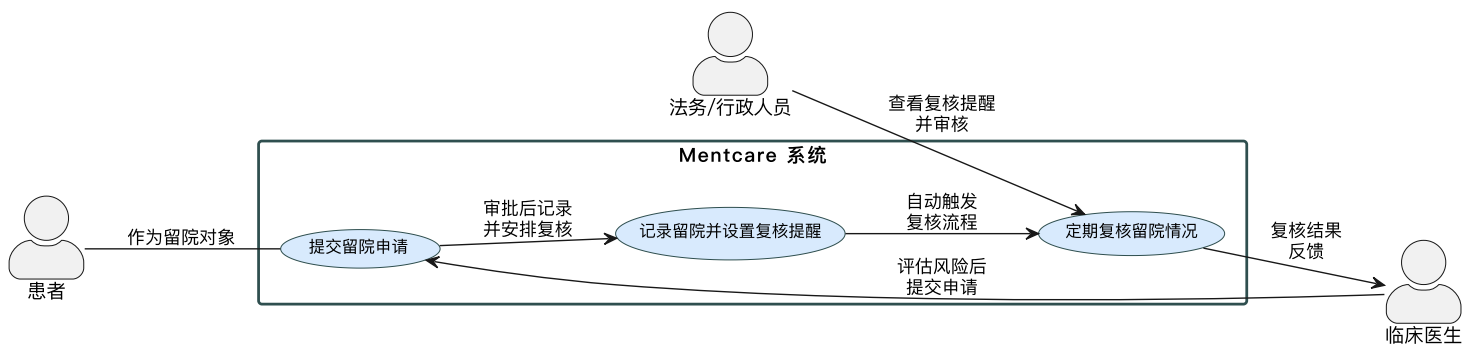 法务/行政人员
查看复核提醒
并审核
Mentcare 系统
作为留院对象
提交留院申请
审批后记录
并安排复核
记录留院并设置复核提醒
自动触发
复核流程
定期复核留院情况
复核结果
反馈
评估风险后
提交申请
患者
临床医生